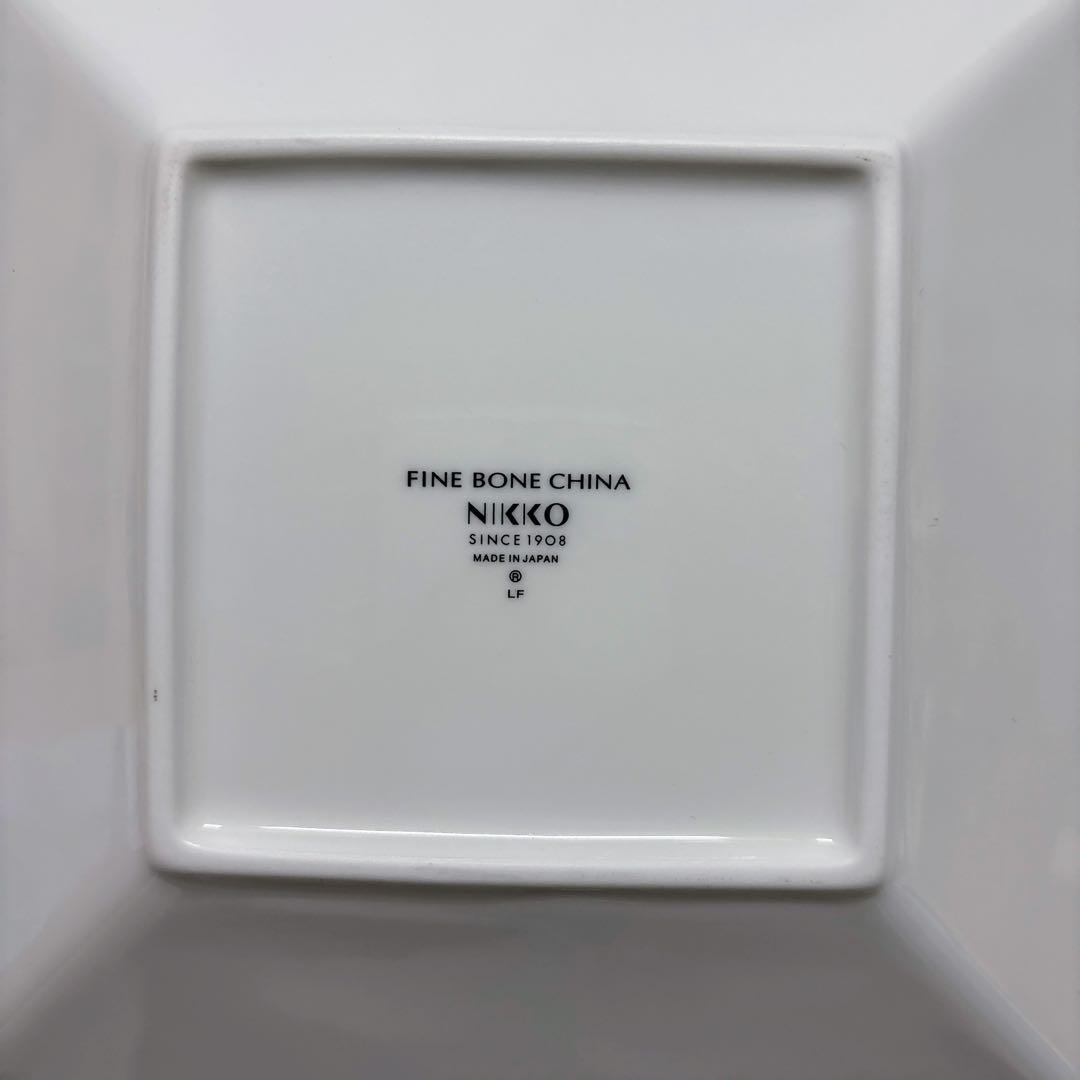 FINE BONE CHINA
NIKKO
SINCE 1908
MADE IN JAPAN
®
LF